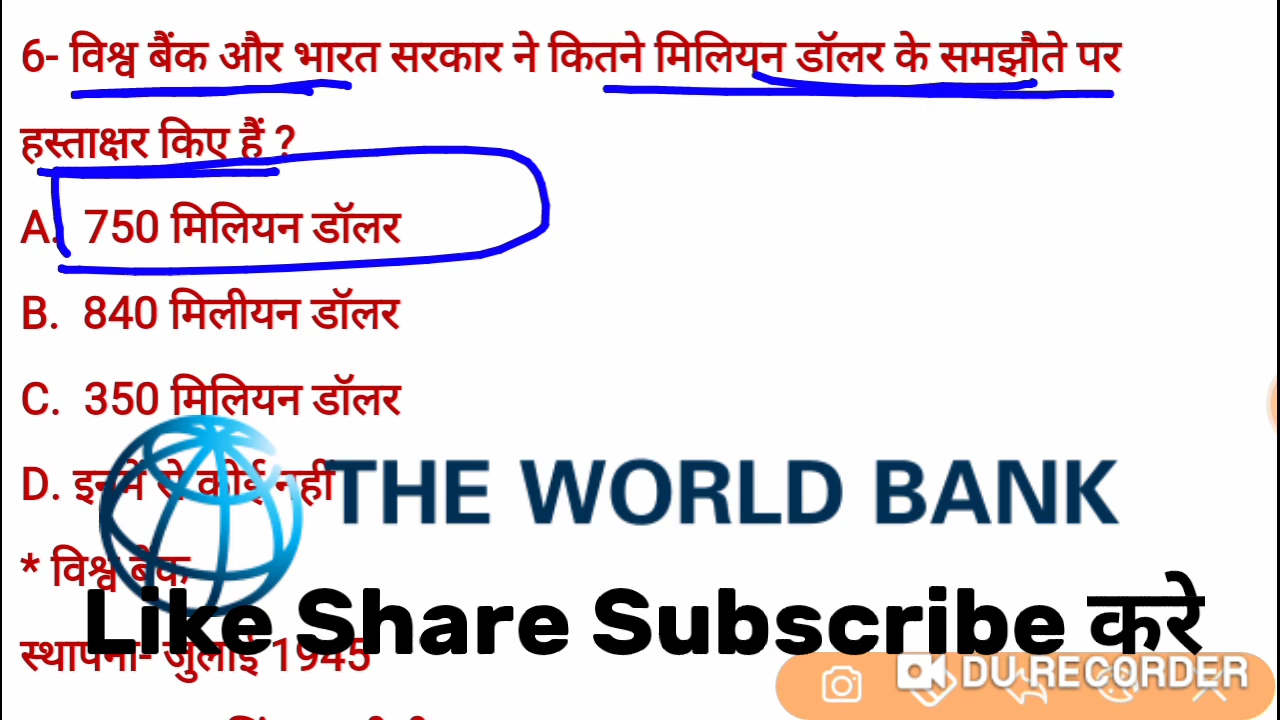 6- विश्व बैंक और भारत सरकार ने कितने मिलियन डॉलर के समझौते पर
हस्ताक्षर किए हैं ?
A. 750 मिलियन डॉलर
B. 840 मिलीयन डॉलर
C. 350 मिलियन डॉलर
D. इनमें से कोई नहीं
THE WORLD BANK
* विश्व बैंक
Like Share Subscribe करे
स्थापना- जुलाई 1945
DU RECORDER